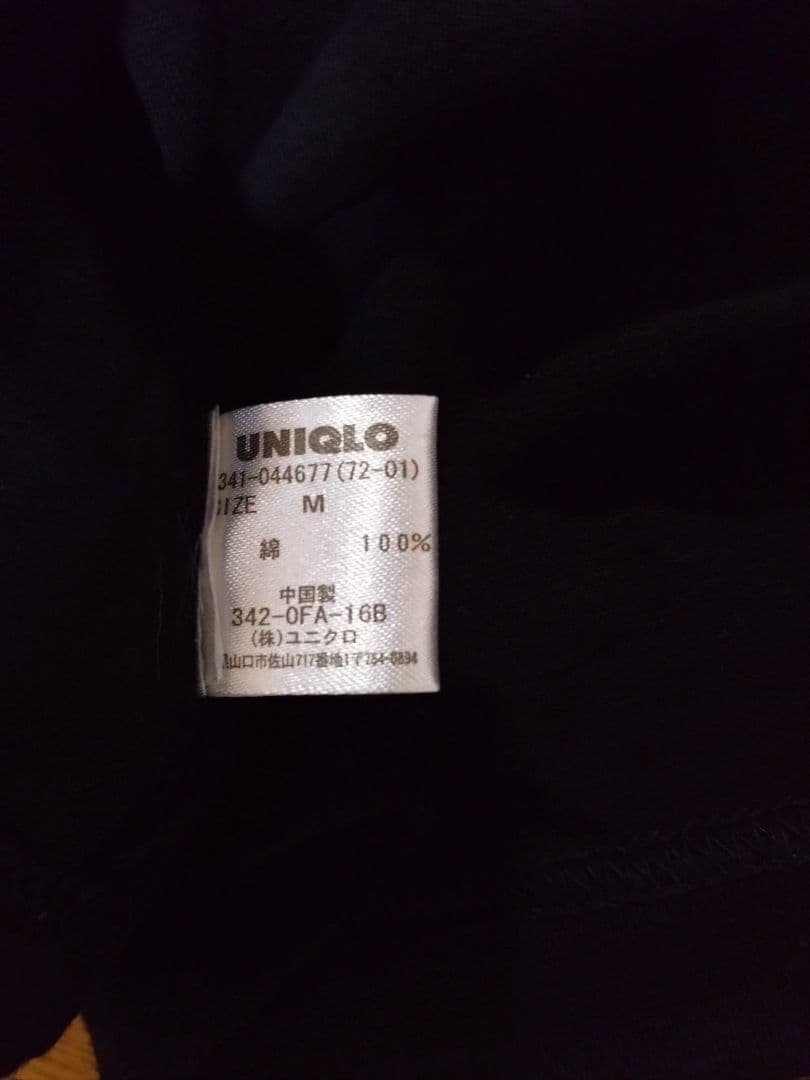 UNIQLO
341-044677(72-01)
SIZE M
綿 100%
中国製
342-0FA-16B
(株)ユニクロ
山口市佐山717番地1〒754-0894